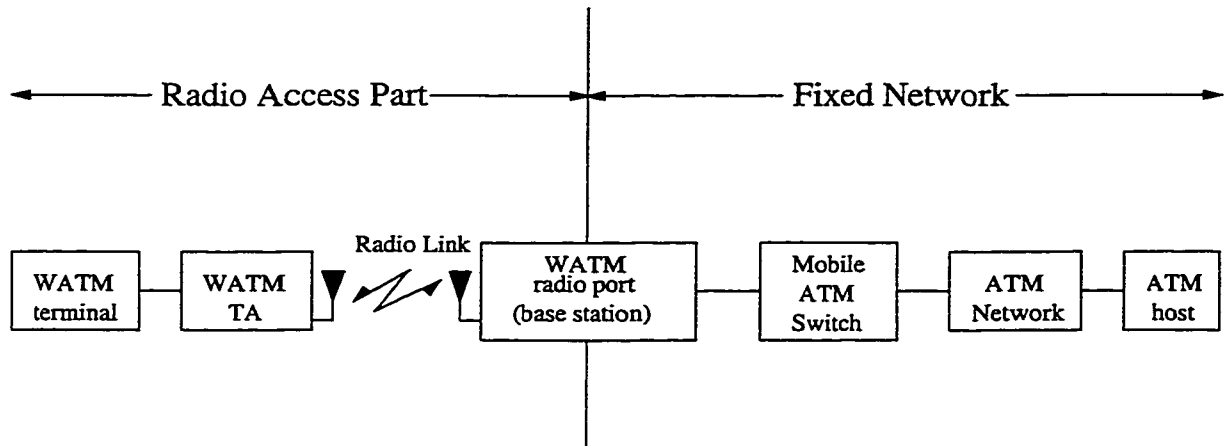 Radio Access Part
Fixed Network
Radio Link
WATM
terminal
WATM
TA
WATM
radio port
(base station)
Mobile
ATM
Switch
ATM
Network
ATM
host